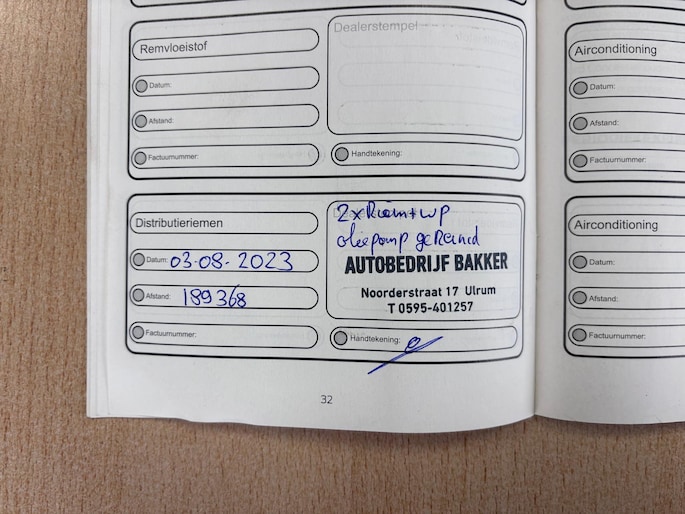 Remvloeistof
Datum:
Afstand:
Factuurnummer:
Dealerstempel
Handtekening:
Distributieriemen
Datum: 03-08-2023
Afstand: 189368
Factuurnummer:
2x Riem + wp
oliepomp gereind
AUTOBEDRIJF BAKKER
Noorderstraat 17 Ulrum
T 0595-401257
Handtekening:
32
Airconditioning
Datum:
Afstand:
Factuurnummer:
Airconditioning
Datum:
Afstand:
Factuurnummer: